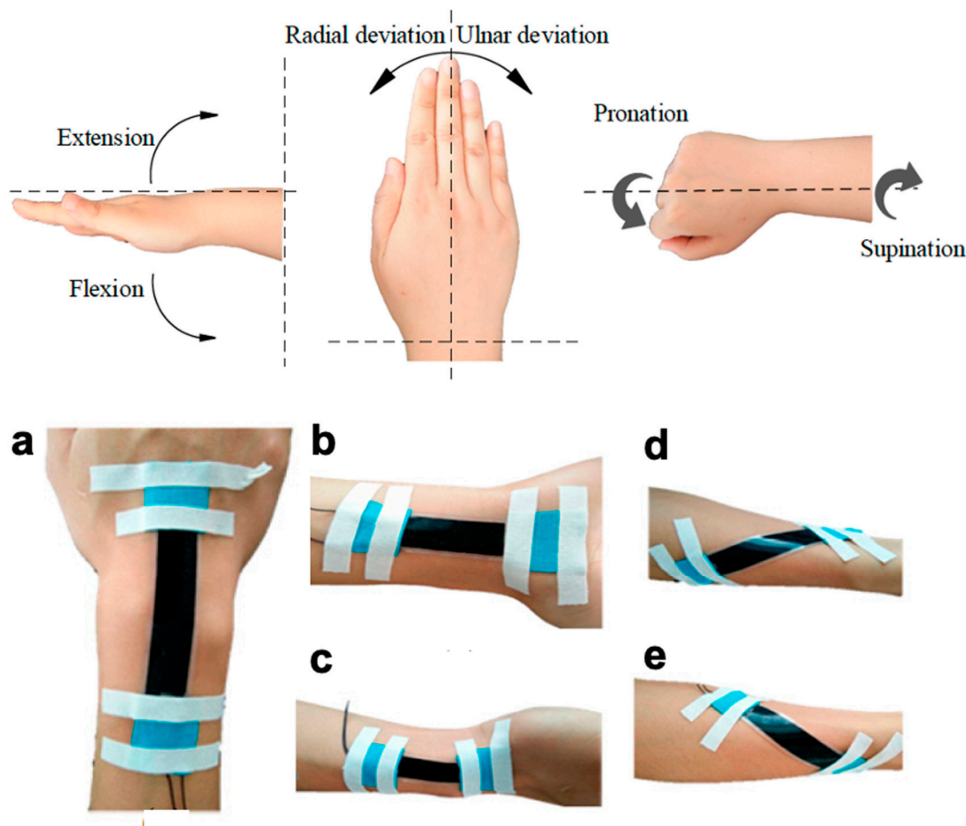 Radial deviation Ulnar deviation
Extension
Pronation
Flexion
Supination
a
b
d
c
e